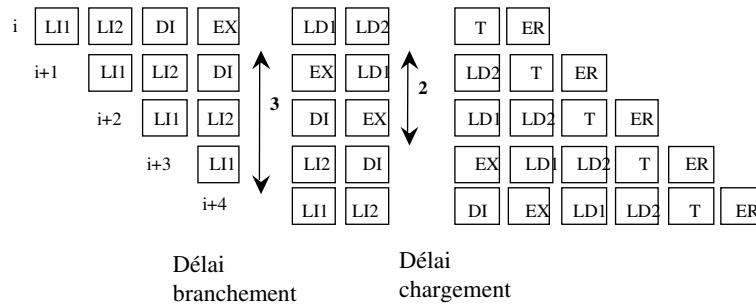 i LI1 LI2 DI EX LD1 LD2 T ER
i+1 LI1 LI2 DI EX LD1 LD2 T ER
i+2 LI1 LI2 DI EX LD1 LD2 T ER
3 2
i+3 LI1 LI2 DI EX LD1 LD2 T ER
i+4 LI1 LI2 DI EX LD1 LD2 T ER
Délai Délai
branchement chargement